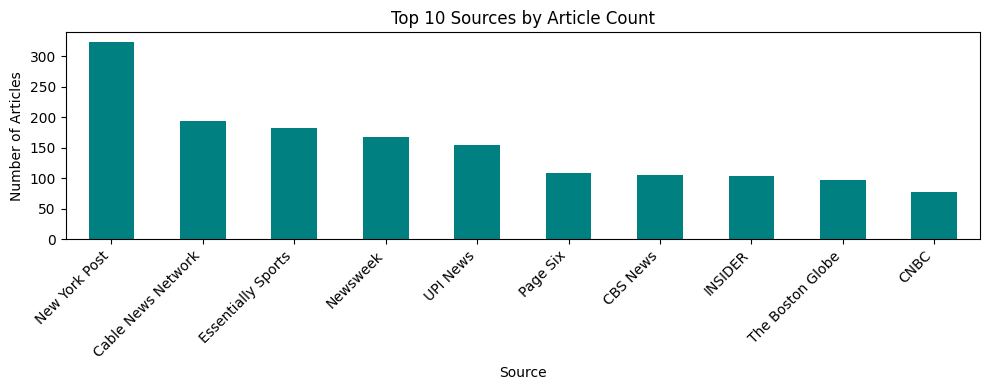 Top 10 Sources by Article Count
Number of Articles
300
250
200
150
100
50
0
New York Post
Cable News Network
Essentially Sports
Newsweek
UPI News
Page Six
CBS News
INSIDER
The Boston Globe
CNBC
Source